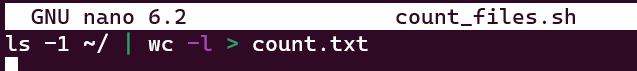 GNU nano 6.2 count_files.sh
ls -1 ~/ | wc -l > count.txt